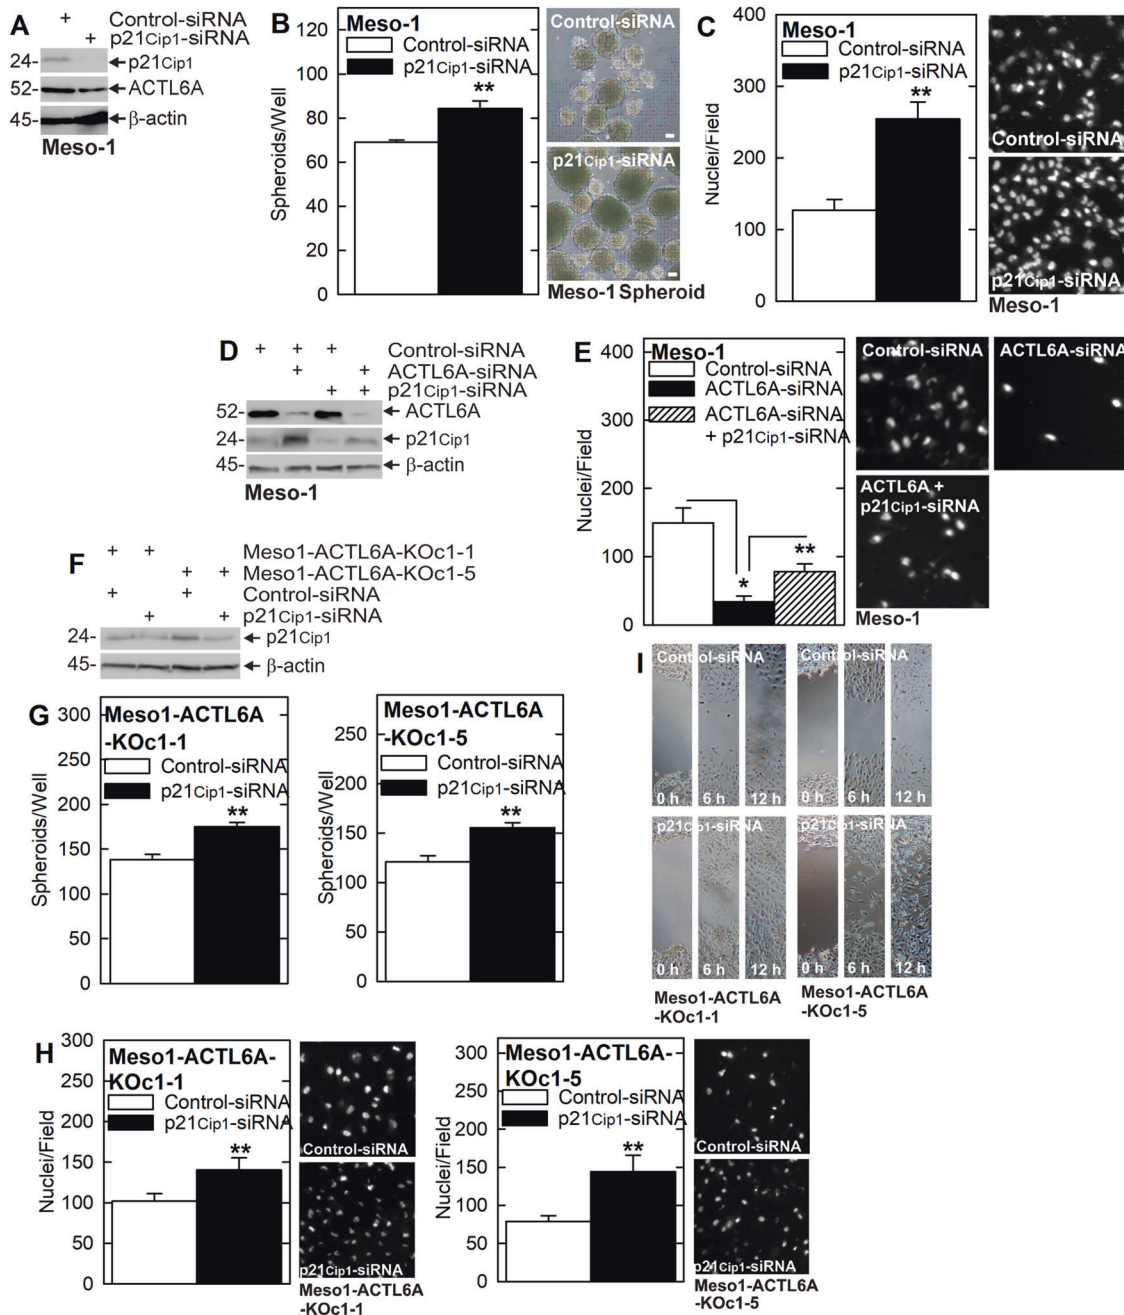 A
+ Control-siRNA
+ p21Cip1-siRNA
24- p21Cip1
52- ACTL6A
45- β-actin
Meso-1
B
Meso-1
Control-siRNA
p21Cip1-siRNA
**
Spheroids/Well
120
100
80
60
40
20
0
Control-siRNA
p21Cip1-siRNA
Meso-1 Spheroid
C
Meso-1
Control-siRNA
p21Cip1-siRNA
**
Nuclei/Field
400
300
200
100
0
Control-siRNA
p21Cip1-siRNA
Meso-1
D
+ + + Control-siRNA
+ + ACTL6A-siRNA
+ + p21Cip1-siRNA
52- ACTL6A
24- p21Cip1
45- β-actin
Meso-1
E
Meso-1
Control-siRNA
ACTL6A-siRNA
ACTL6A-siRNA
+ p21Cip1-siRNA
* **
Nuclei/Field
400
300
200
100
0
Control-siRNA
ACTL6A-siRNA
ACTL6A +
p21Cip1-siRNA
Meso-1
F
+ + Meso1-ACTL6A-KOc1-1
+ + Meso1-ACTL6A-KOc1-5
+ + Control-siRNA
+ + p21Cip1-siRNA
24- p21Cip1
45- β-actin
G
Meso1-ACTL6A
-KOc1-1
Control-siRNA
p21Cip1-siRNA
**
Spheroids/Well
300
250
200
150
100
50
0
Meso1-ACTL6A
-KOc1-5
Control-siRNA
p21Cip1-siRNA
**
Spheroids/Well
250
200
150
100
50
0
I
Control-siRNA
Control-siRNA
0 h 6 h 12 h 0 h 6 h 12 h
p21Cip1-siRNA
p21Cip1-siRNA
0 h 6 h 12 h 0 h 6 h 12 h
Meso1-ACTL6A
-KOc1-1
Meso1-ACTL6A
-KOc1-5
H
Meso1-ACTL6A-
KOc1-1
Control-siRNA
p21Cip1-siRNA
**
Nuclei/Field
300
250
200
150
100
50
0
Control-siRNA
p21Cip1-siRNA
Meso1-ACTL6A
-KOc1-1
Meso1-ACTL6A-
KOc1-5
Control-siRNA
p21Cip1-siRNA
**
Nuclei/Field
300
250
200
150
100
50
0
Control-siRNA
p21Cip1-siRNA
Meso1-ACTL6A
-KOc1-5